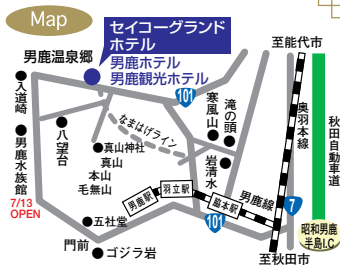 Map
セイコーグランド
ホテル
男鹿ホテル
男鹿観光ホテル
男鹿温泉郷
至能代市
入道崎
101
八望台
なまはげライン
寒風山
滝の頭
奥羽本線
秋田自動車道
男鹿水族館
7/13
OPEN
真山神社
真山
本山
毛無山
岩清水
男鹿駅
羽立駅
脇本駅
男鹿線
7
101
五社堂
昭和男鹿
半島I.C
門前
ゴジラ岩
至秋田市